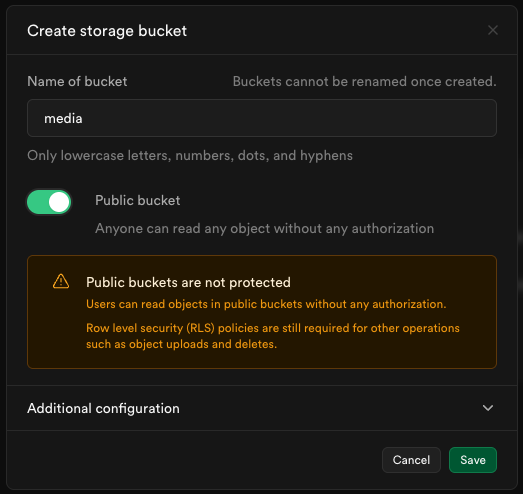 Create storage bucket
Name of bucket
Buckets cannot be renamed once created.
media
Only lowercase letters, numbers, dots, and hyphens
Public bucket
Anyone can read any object without any authorization
Public buckets are not protected
Users can read objects in public buckets without any authorization.
Row level security (RLS) policies are still required for other operations
such as object uploads and deletes.
Additional configuration
Cancel
Save